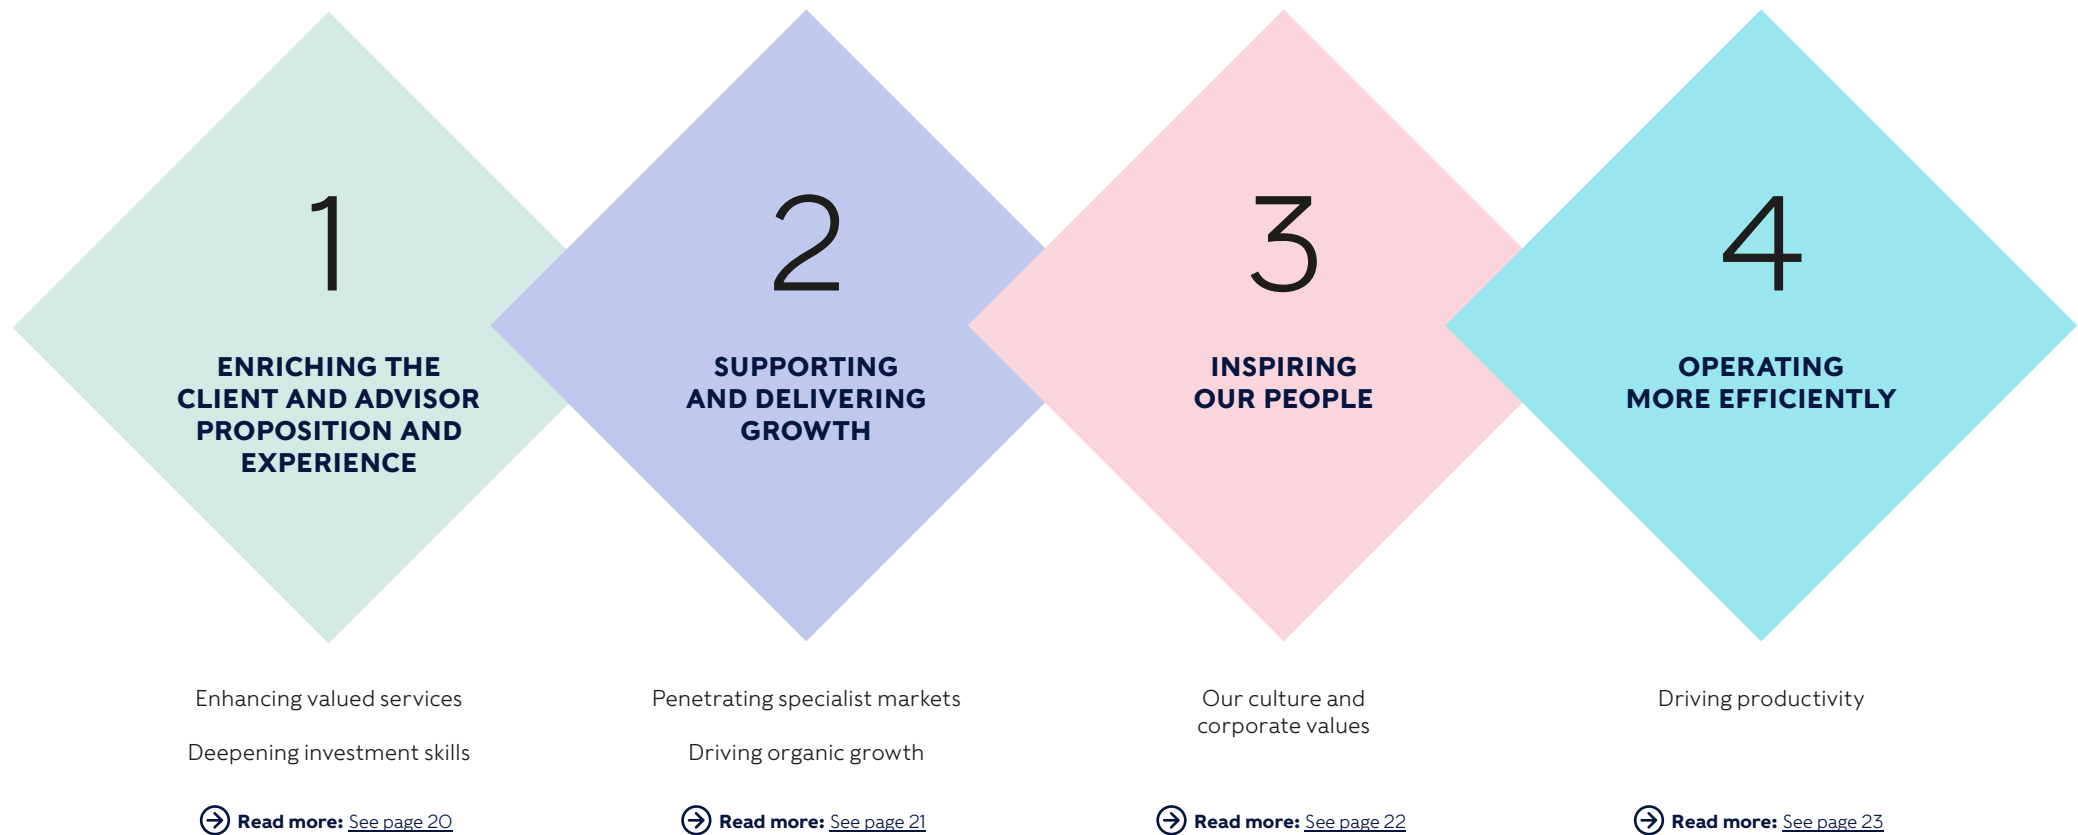 1
ENRICHING THE
CLIENT AND ADVISOR
PROPOSITION AND
EXPERIENCE
Enhancing valued services
Deepening investment skills
Read more: See page 20
2
SUPPORTING
AND DELIVERING
GROWTH
Penetrating specialist markets
Driving organic growth
Read more: See page 21
3
INSPIRING
OUR PEOPLE
Our culture and
corporate values
Read more: See page 22
4
OPERATING
MORE EFFICIENTLY
Driving productivity
Read more: See page 23